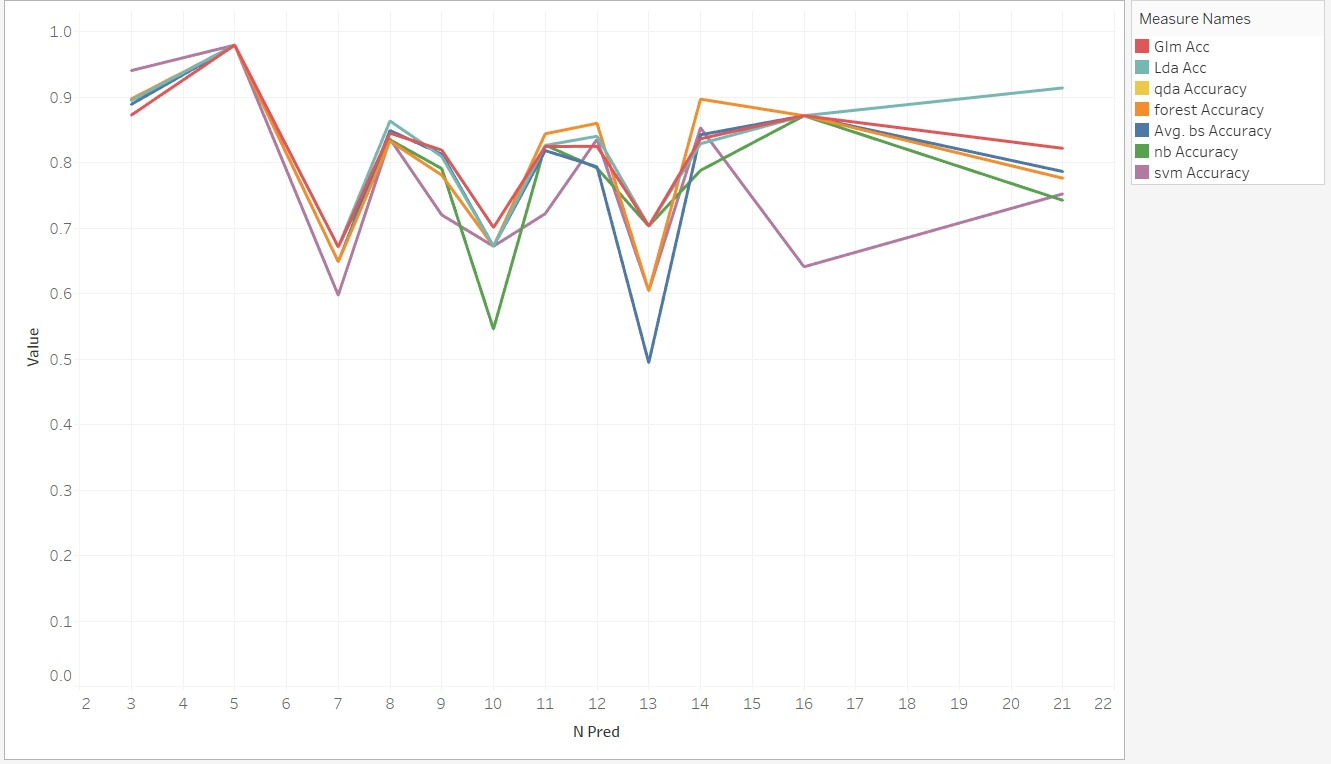 Measure Names
Glm Acc
Lda Acc
qda Accuracy
forest Accuracy
Avg. bs Accuracy
nb Accuracy
svm Accuracy
1.0
0.9
0.8
0.7
0.6
0.5
0.4
0.3
0.2
0.1
0.0
Value
2 3 4 5 6 7 8 9 10 11 12 13 14 15 16 17 18 19 20 21 22
N Pred